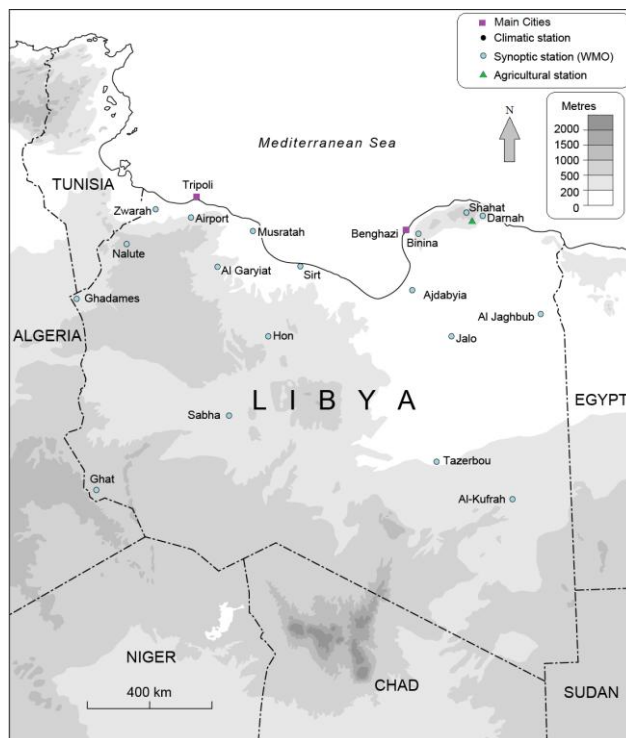 Main Cities
Climatic station
Synoptic station (WMO)
Agricultural station
Metres
2000
1500
1000
500
200
0
N
Mediterranean Sea
TUNISIA
Tripoli
Zwarah
Airport
Musratah
Nalute
Al Garyiat
Sirt
Benghazi
Binina
Shahat
Darnah
Ghadames
Ajdabyia
Al Jaghbub
ALGERIA
Hon
Jalo
LIBYA
EGYPT
Sabha
Tazerbou
Ghat
Al-Kufrah
NIGER
CHAD
SUDAN
400 km